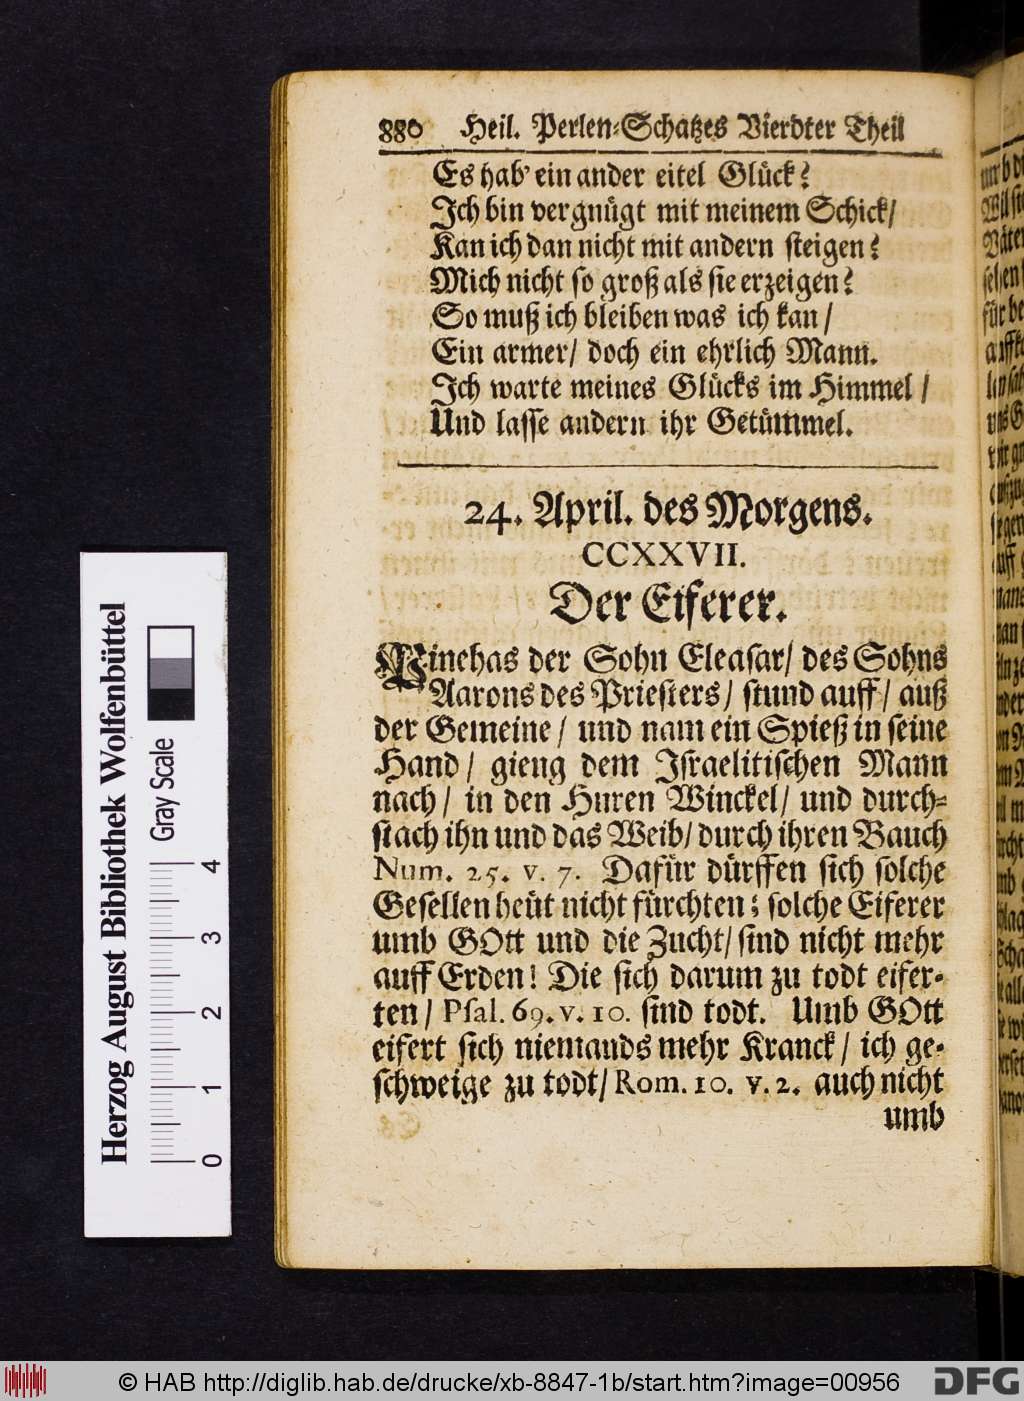 880 Heil. Perlen-Schatzes Vierdter Theil
Es hab' ein ander eitel Glück?
Ich bin vergnügt mit meinem Schick/
Kan ich dan nicht mit andern steigen?
Mich nicht so groß als sie erzeigen?
So muß ich bleiben was ich kan/
Ein armer/ doch ein ehrlich Mann.
Ich warte meines Glücks im Himmel/
Und lasse andern ihr Getümmel.
24. April. des Morgens.
CCXXVII.
Der Eiferer.
Pinehas der Sohn Eleasar/ des Sohns
Aarons des Priesters/ stund auff/ auß
der Gemeine/ und nam ein Spieß in seine
Hand/ gieng dem Israelitischen Mann
nach/ in den Huren Winckel/ und durch-
stach ihn und das Weib/ durch ihren Bauch
Num. 25. v. 7. Dafür dürffen sich solche
Gesellen heüt nicht fürchten; solche Eiferer
umb GOtt und die Zucht/ sind nicht mehr
auff Erden! Die sich darum zu todt eifer-
ten/ Psal. 69. v. 10. sind todt. Umb GOtt
eifert sich niemands mehr Kranck/ ich ge-
schweige zu todt/ Rom. 10. v. 2. auch nicht
umb
Herzog August Bibliothek Wolfenbüttel
Gray Scale
0 1 2 3 4
© HAB http://diglib.hab.de/drucke/xb-8847-1b/start.htm?image=00956
DFG